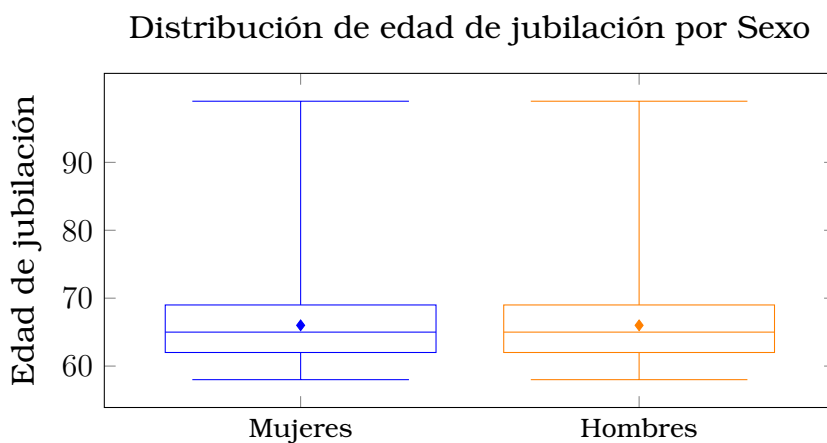 Distribución de edad de jubilación por Sexo
Edad de jubilación
90
80
70
60
Mujeres
Hombres